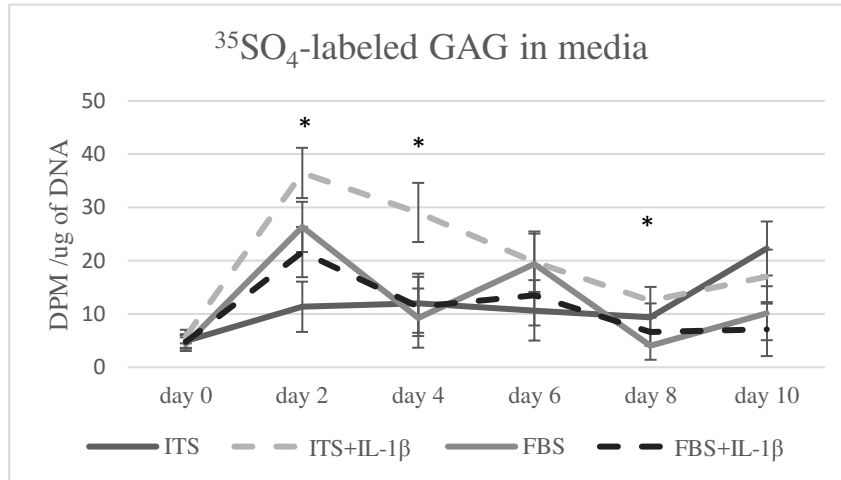 ³⁵SO₄-labeled GAG in media
DPM /ug of DNA
50
40
30
20
10
0
* * *
day 0 day 2 day 4 day 6 day 8 day 10
ITS ITS+IL-1β FBS FBS+IL-1β